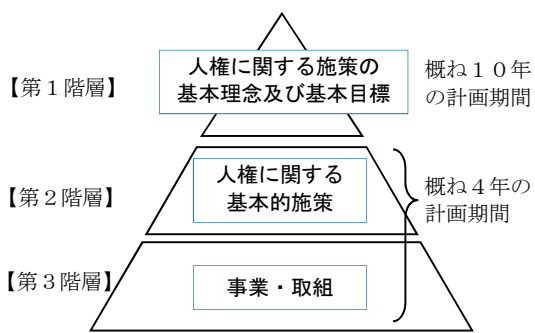 【第１階層】
人権に関する施策の
基本理念及び基本目標
概ね１０年
の計画期間
【第２階層】
人権に関する
基本的施策
概ね４年の
計画期間
【第３階層】
事業・取組